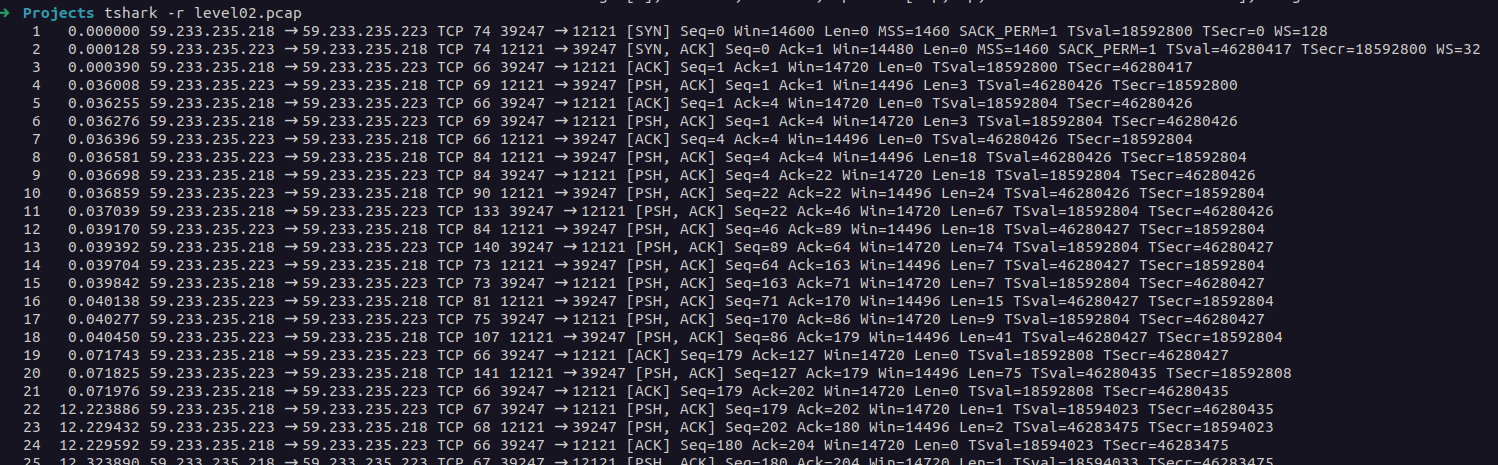 → Projects tshark -r level02.pcap
1 0.000000 59.233.235.218 → 59.233.235.223 TCP 74 39247 → 12121 [SYN] Seq=0 Win=14600 Len=0 MSS=1460 SACK_PERM=1 TSval=18592800 TSecr=0 WS=128
2 0.000128 59.233.235.223 → 59.233.235.218 TCP 74 12121 → 39247 [SYN, ACK] Seq=0 Ack=1 Win=14480 Len=0 MSS=1460 SACK_PERM=1 TSval=46280417 TSecr=18592800 WS=32
3 0.000390 59.233.235.218 → 59.233.235.223 TCP 66 39247 → 12121 [ACK] Seq=1 Ack=1 Win=14720 Len=0 TSval=18592800 TSecr=46280417
4 0.036008 59.233.235.223 → 59.233.235.218 TCP 69 12121 → 39247 [PSH, ACK] Seq=1 Ack=1 Win=14496 Len=3 TSval=46280426 TSecr=18592800
5 0.036255 59.233.235.218 → 59.233.235.223 TCP 66 39247 → 12121 [ACK] Seq=1 Ack=4 Win=14720 Len=0 TSval=18592804 TSecr=46280426
6 0.036276 59.233.235.218 → 59.233.235.223 TCP 69 39247 → 12121 [PSH, ACK] Seq=1 Ack=4 Win=14720 Len=3 TSval=18592804 TSecr=46280426
7 0.036396 59.233.235.223 → 59.233.235.218 TCP 66 12121 → 39247 [ACK] Seq=4 Ack=4 Win=14496 Len=0 TSval=46280426 TSecr=18592804
8 0.036581 59.233.235.223 → 59.233.235.218 TCP 84 12121 → 39247 [PSH, ACK] Seq=4 Ack=4 Win=14496 Len=18 TSval=46280426 TSecr=18592804
9 0.036698 59.233.235.218 → 59.233.235.223 TCP 84 39247 → 12121 [PSH, ACK] Seq=4 Ack=22 Win=14720 Len=18 TSval=18592804 TSecr=46280426
10 0.036859 59.233.235.223 → 59.233.235.218 TCP 90 12121 → 39247 [PSH, ACK] Seq=22 Ack=22 Win=14496 Len=24 TSval=46280426 TSecr=18592804
11 0.037039 59.233.235.218 → 59.233.235.223 TCP 133 39247 → 12121 [PSH, ACK] Seq=22 Ack=46 Win=14720 Len=67 TSval=18592804 TSecr=46280426
12 0.039170 59.233.235.223 → 59.233.235.218 TCP 84 12121 → 39247 [PSH, ACK] Seq=46 Ack=89 Win=14496 Len=18 TSval=46280427 TSecr=18592804
13 0.039392 59.233.235.218 → 59.233.235.223 TCP 140 39247 → 12121 [PSH, ACK] Seq=89 Ack=64 Win=14720 Len=74 TSval=18592804 TSecr=46280427
14 0.039704 59.233.235.223 → 59.233.235.218 TCP 73 12121 → 39247 [PSH, ACK] Seq=64 Ack=163 Win=14496 Len=7 TSval=46280427 TSecr=18592804
15 0.039842 59.233.235.218 → 59.233.235.223 TCP 73 39247 → 12121 [PSH, ACK] Seq=163 Ack=71 Win=14720 Len=7 TSval=18592804 TSecr=46280427
16 0.040138 59.233.235.223 → 59.233.235.218 TCP 81 12121 → 39247 [PSH, ACK] Seq=71 Ack=170 Win=14496 Len=15 TSval=46280427 TSecr=18592804
17 0.040277 59.233.235.218 → 59.233.235.223 TCP 75 39247 → 12121 [PSH, ACK] Seq=170 Ack=86 Win=14720 Len=9 TSval=18592804 TSecr=46280427
18 0.040450 59.233.235.223 → 59.233.235.218 TCP 107 12121 → 39247 [PSH, ACK] Seq=86 Ack=179 Win=14496 Len=41 TSval=46280427 TSecr=18592804
19 0.071743 59.233.235.218 → 59.233.235.223 TCP 66 39247 → 12121 [ACK] Seq=179 Ack=127 Win=14720 Len=0 TSval=18592808 TSecr=46280427
20 0.071825 59.233.235.223 → 59.233.235.218 TCP 141 12121 → 39247 [PSH, ACK] Seq=127 Ack=179 Win=14496 Len=75 TSval=46280435 TSecr=18592808
21 0.071976 59.233.235.218 → 59.233.235.223 TCP 66 39247 → 12121 [ACK] Seq=179 Ack=202 Win=14720 Len=0 TSval=18592808 TSecr=46280435
22 12.223886 59.233.235.218 → 59.233.235.223 TCP 67 39247 → 12121 [PSH, ACK] Seq=179 Ack=202 Win=14720 Len=1 TSval=18594023 TSecr=46280435
23 12.229432 59.233.235.223 → 59.233.235.218 TCP 68 12121 → 39247 [PSH, ACK] Seq=202 Ack=180 Win=14496 Len=2 TSval=46283475 TSecr=18594023
24 12.229592 59.233.235.218 → 59.233.235.223 TCP 66 39247 → 12121 [ACK] Seq=180 Ack=204 Win=14720 Len=0 TSval=18594023 TSecr=46283475
25 12.323890 59.233.235.218 → 59.233.235.223 TCP 67 39247 → 12121 [PSH, ACK] Seq=180 Ack=204 Win=14720 Len=1 TSval=18594033 TSecr=46283475